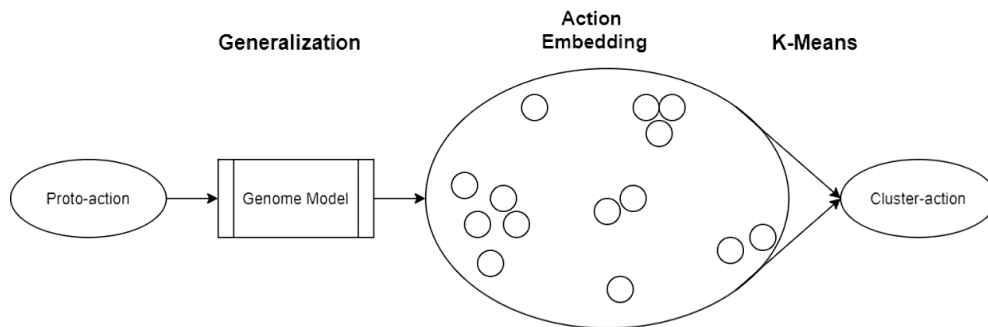 Generalization
Action
Embedding
K-Means
Proto-action
Genome Model
Cluster-action